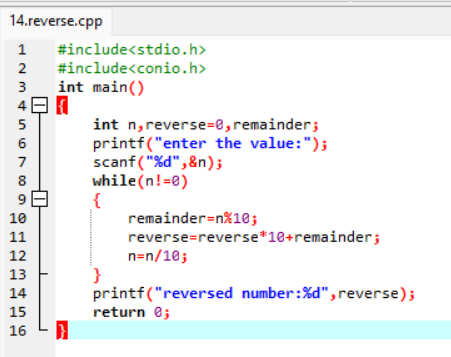 14.reverse.cpp
1 #include<stdio.h>
2 #include<conio.h>
3 int main()
4 {
5 int n,reverse=0,remainder;
6 printf("enter the value:");
7 scanf("%d",&n);
8 while(n!=0)
9 {
10 remainder=n%10;
11 reverse=reverse*10+remainder;
12 n=n/10;
13 }
14 printf("reversed number:%d",reverse);
15 return 0;
16 }